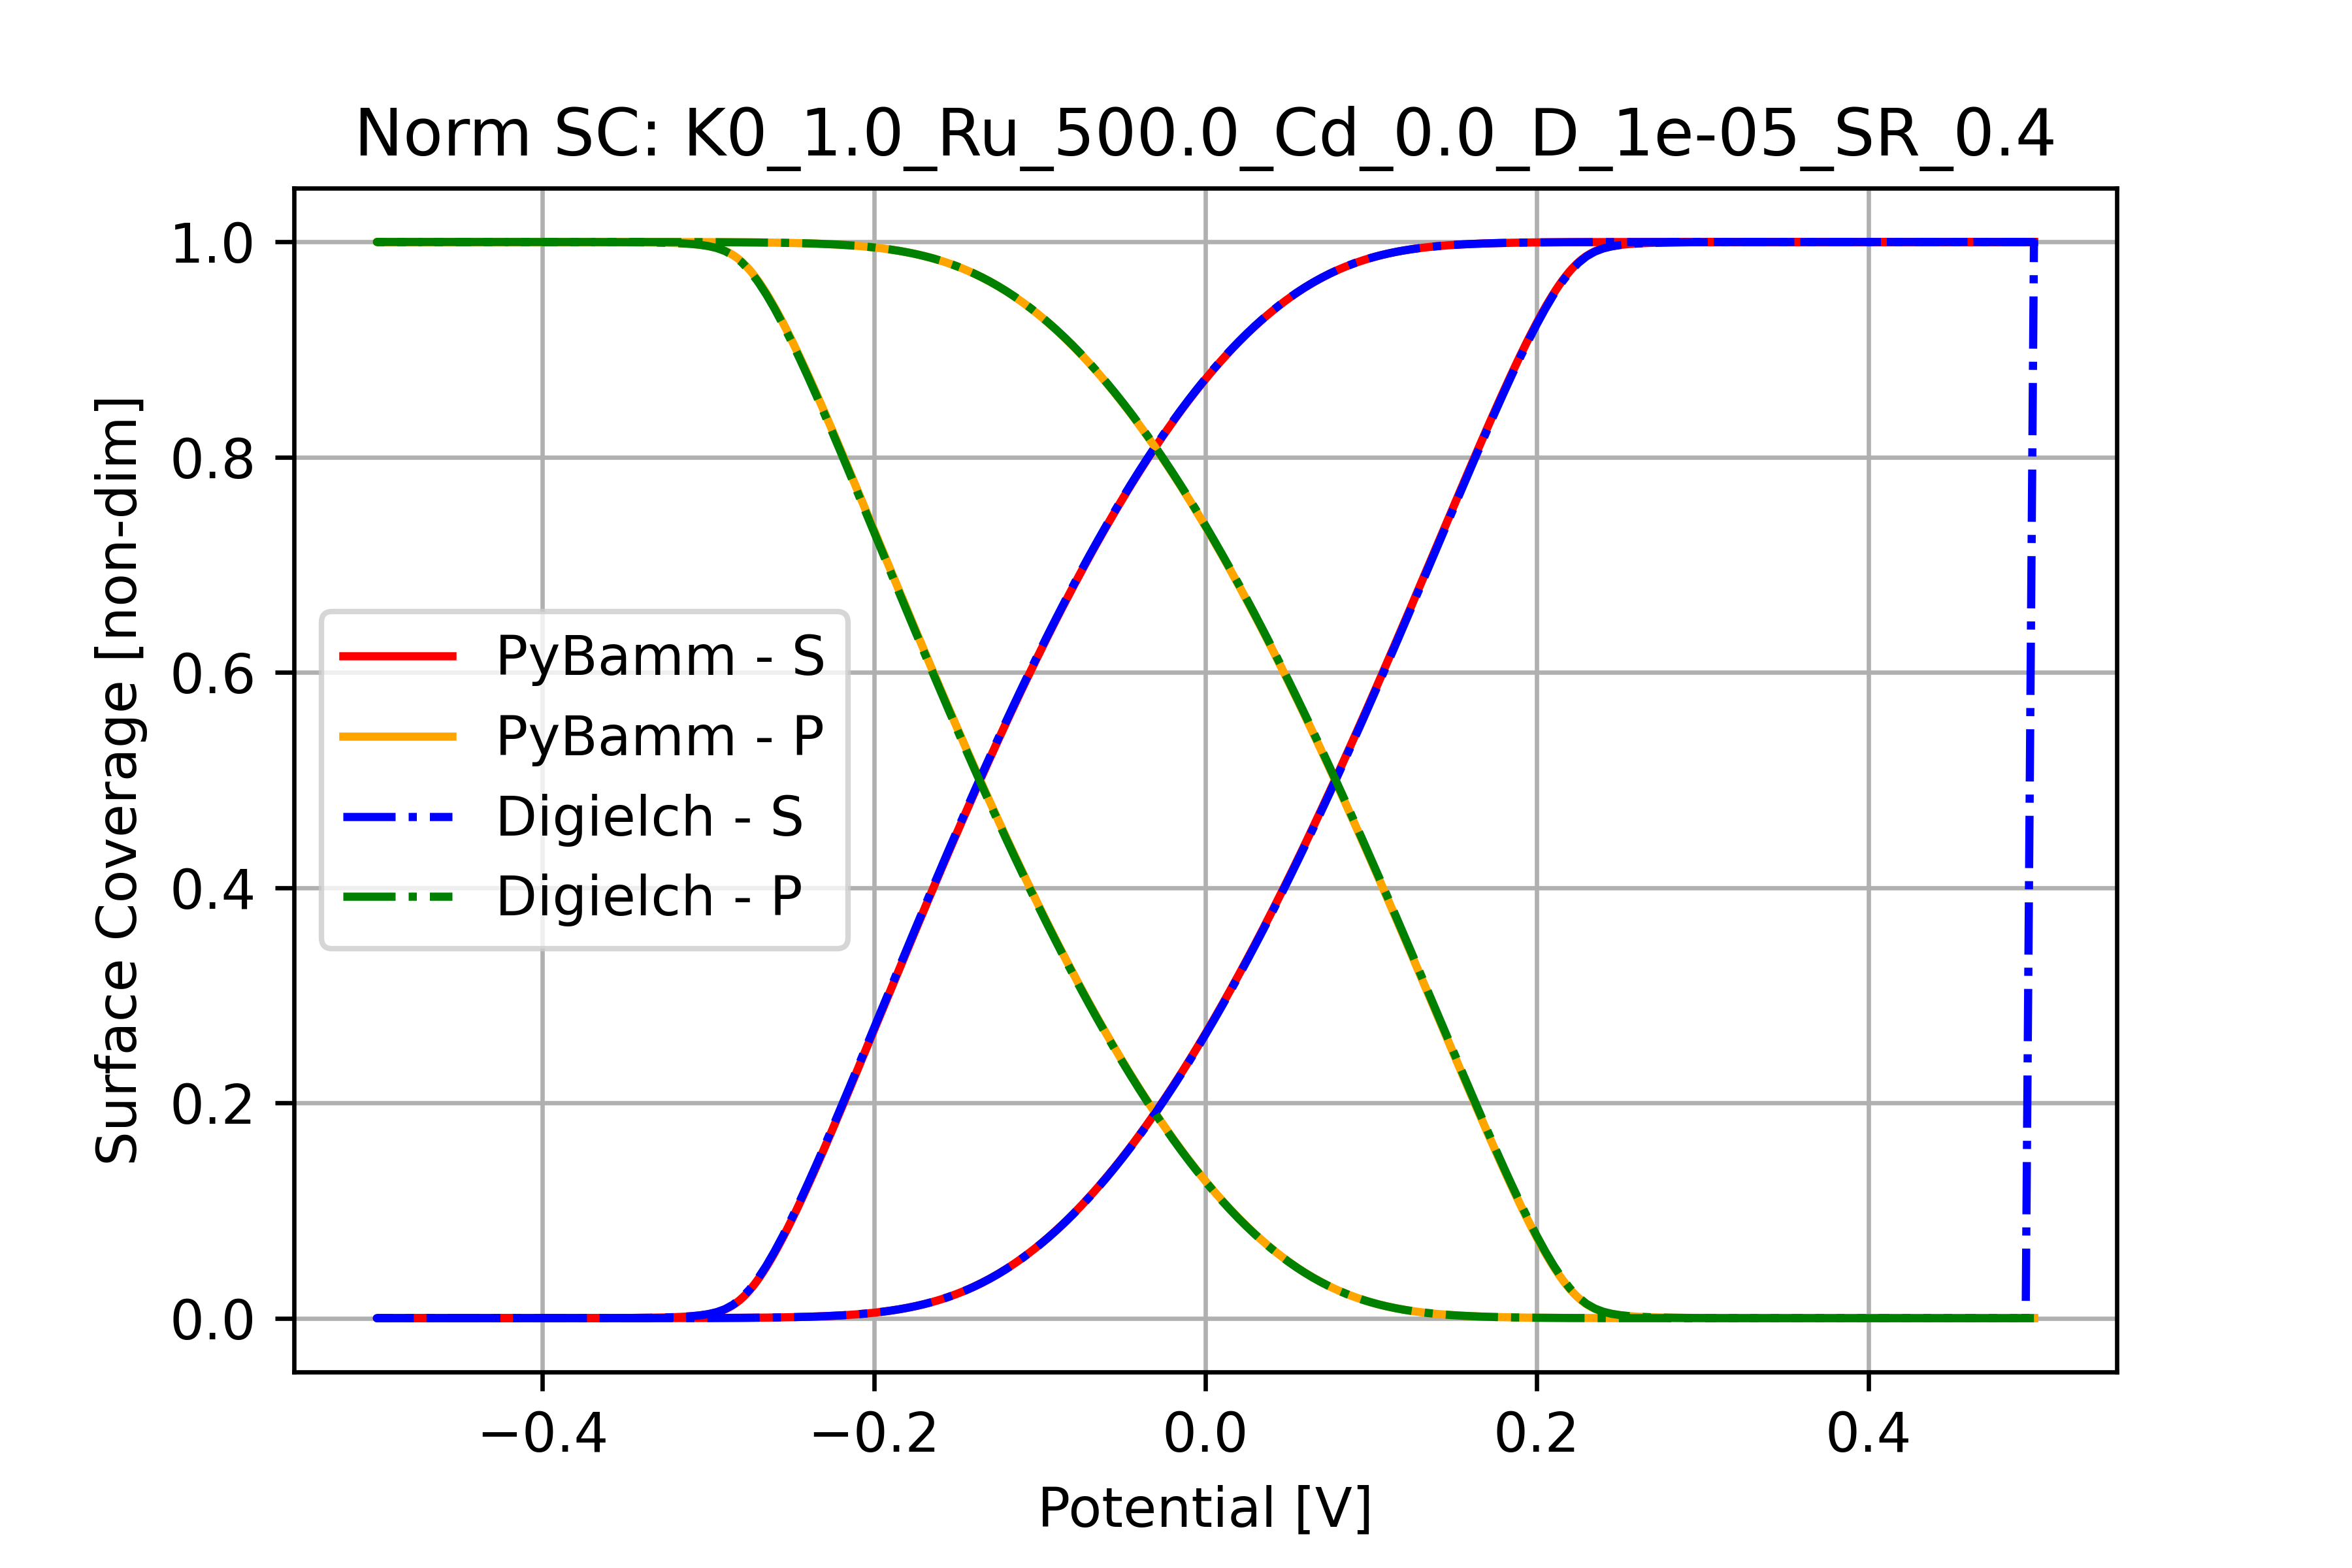 Norm SC: K0_1.0_Ru_500.0_Cd_0.0_D_1e-05_SR_0.4
Surface Coverage [non-dim]
1.0
0.8
0.6
0.4
0.2
0.0
PyBamm - S
PyBamm - P
Digielch - S
Digielch - P
−0.4 −0.2 0.0 0.2 0.4
Potential [V]